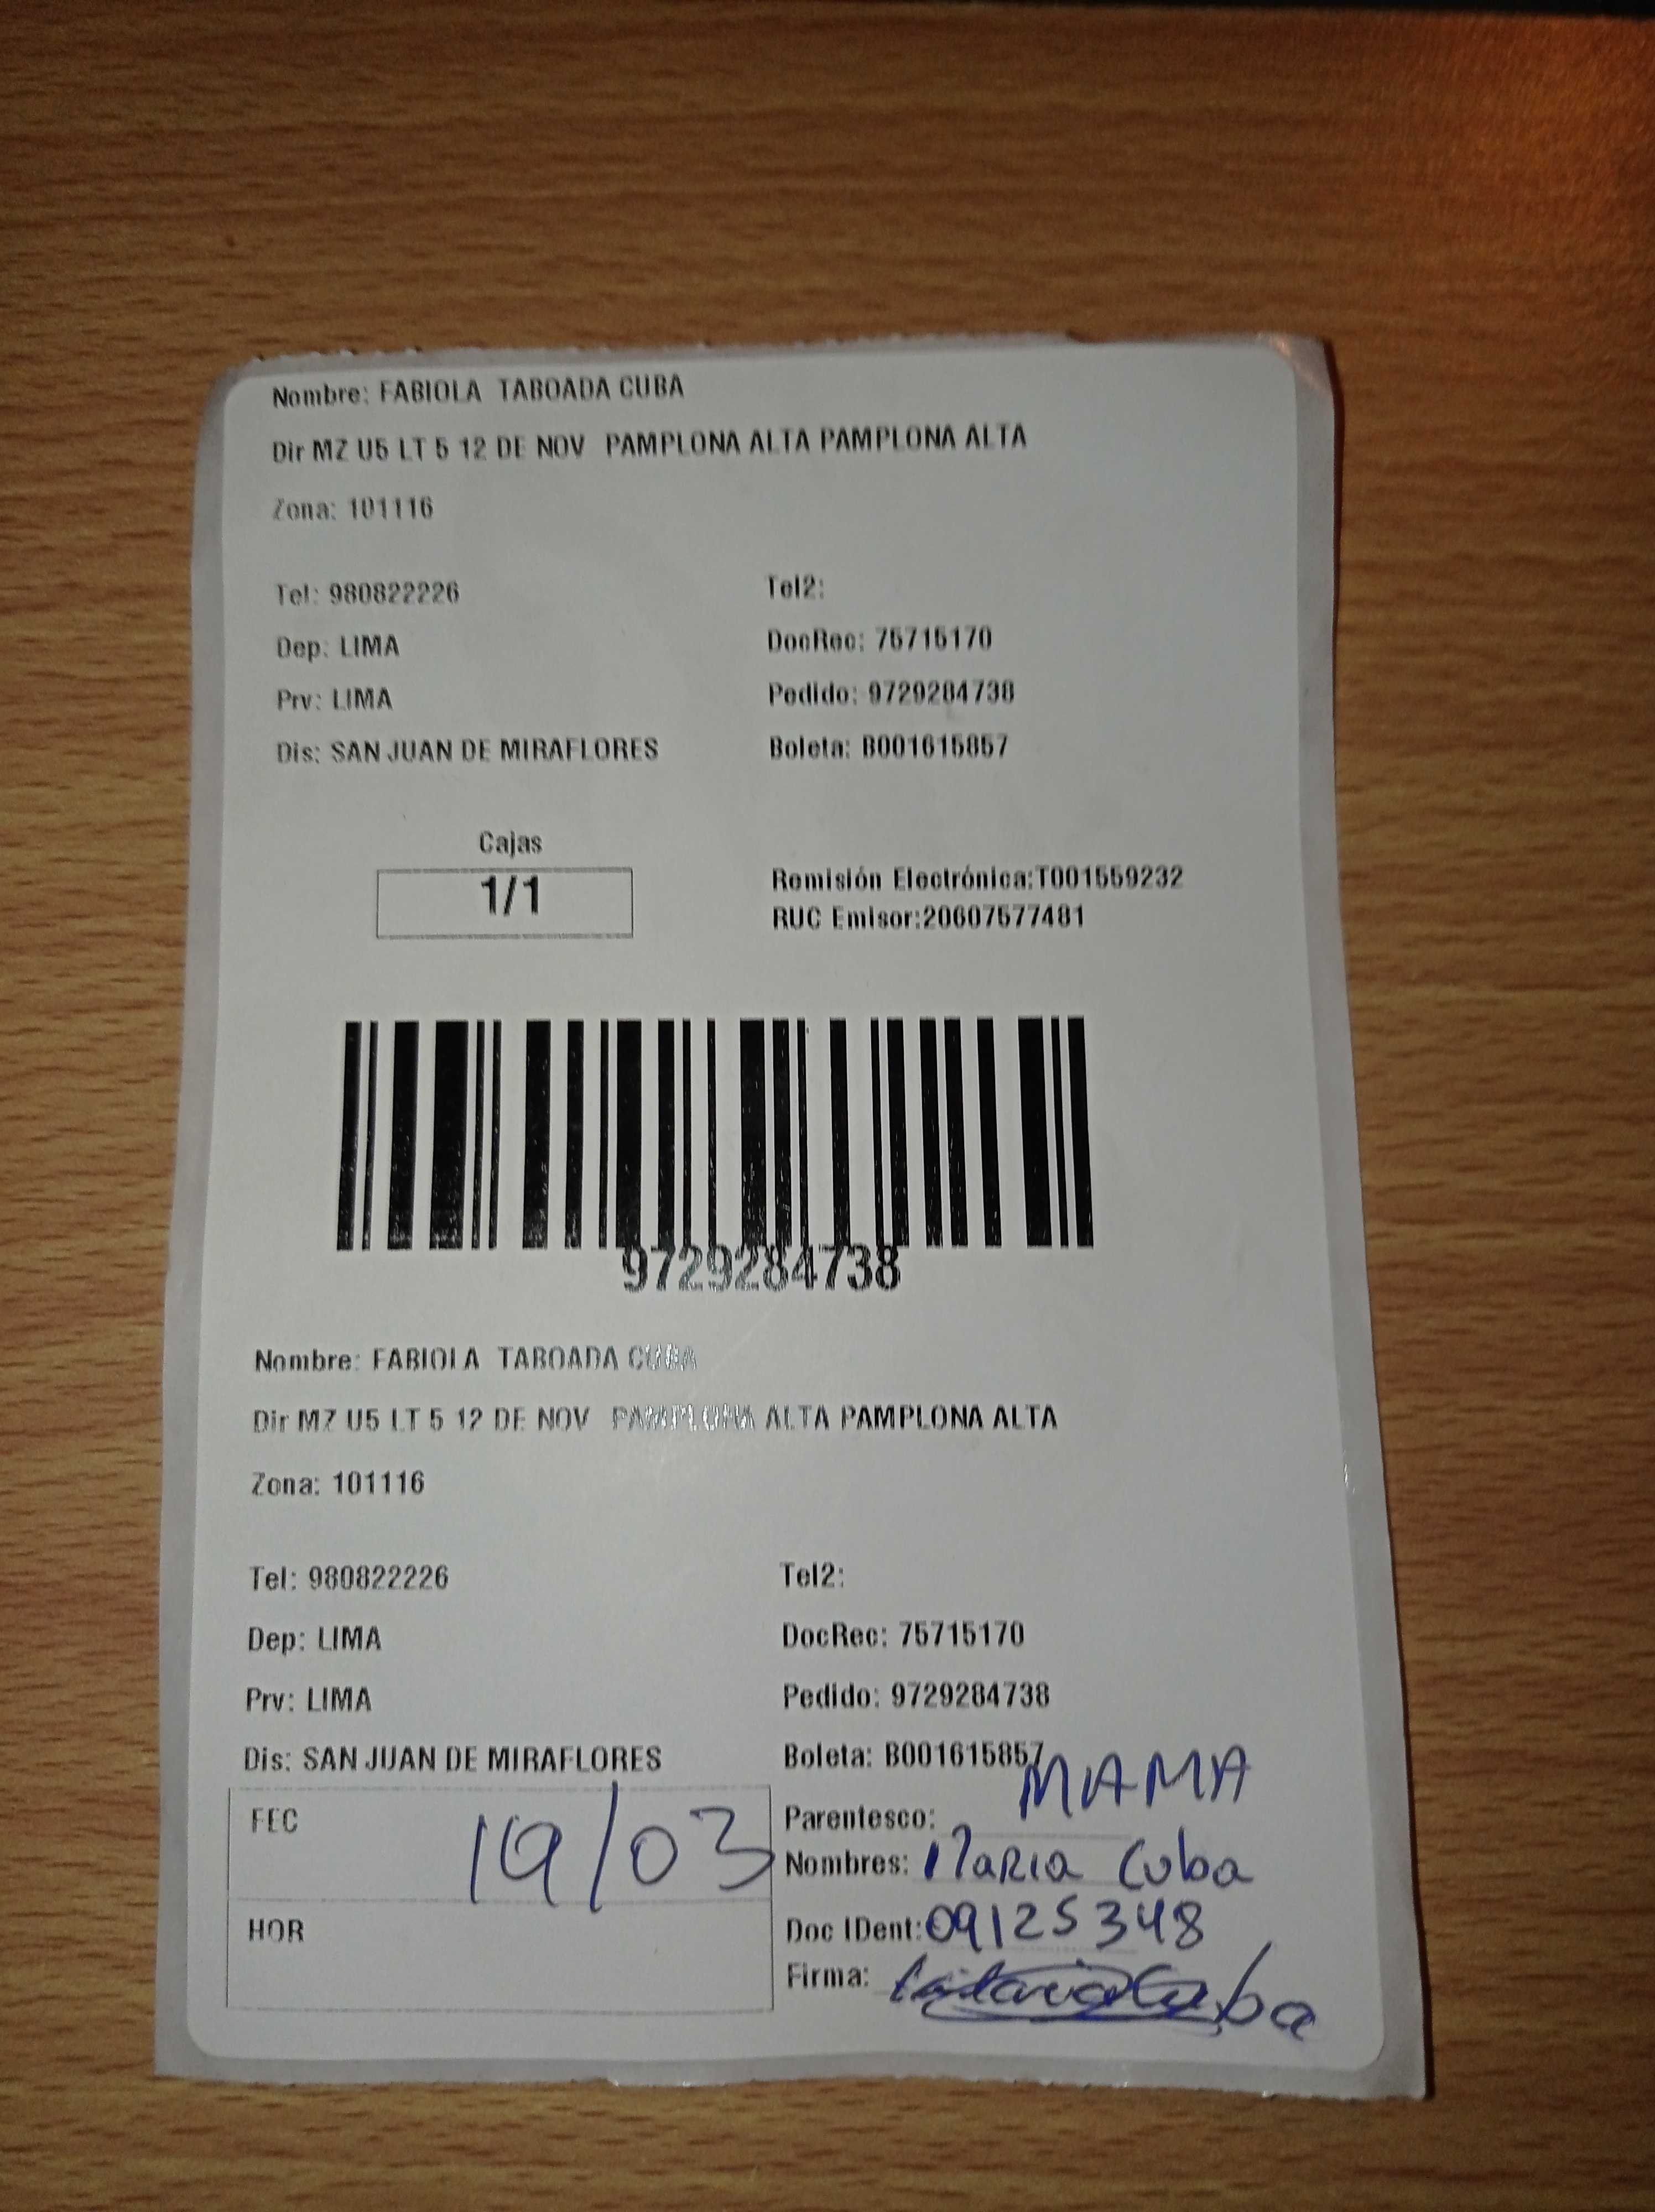 Nombre: FABIOLA TABOADA CUBA
Dir MZ U5 LT 5 12 DE NOV PAMPLONA ALTA PAMPLONA ALTA
Zona: 101116
Tel: 980822226 Tel2:
Dep: LIMA DocRec: 75715170
Prv: LIMA Pedido: 9729284738
Dis: SAN JUAN DE MIRAFLORES Boleta: B001615857
Cajas
1/1
Remisión Electrónica:T001559232
RUC Emisor:20607577481
9729284738
Nombre: FABIOLA TABOADA CUBA
Dir MZ U5 LT 5 12 DE NOV PAMPLONA ALTA PAMPLONA ALTA
Zona: 101116
Tel: 980822226 Tel2:
Dep: LIMA DocRec: 75715170
Prv: LIMA Pedido: 9729284738
Dis: SAN JUAN DE MIRAFLORES Boleta: B001615857
FEC 19/03
Parentesco: MAMA
Nombres: MaRia Cuba
HOR
Doc IDent: 09125348
Firma: